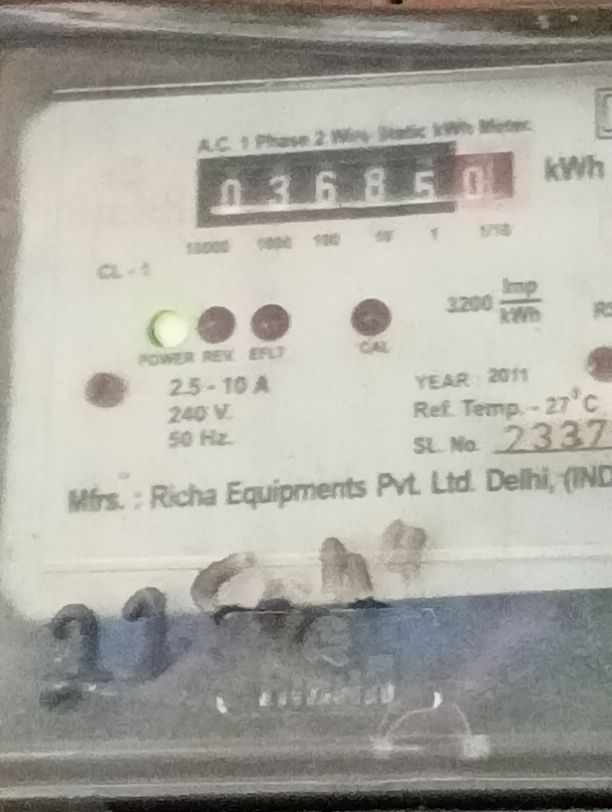 A.C. 1 Phase 2 Wire Static kWh Meter
036850 kWh
10000 1000 100 10 1 1/10
CL - 1
3200 Imp/kWh
POWER REV. EFLT CAL
2.5 - 10 A
240 V.
50 Hz.
YEAR : 2011
Ref. Temp. - 27°C
SL. No. 2337
Mfrs. : Richa Equipments Pvt. Ltd. Delhi, (IND